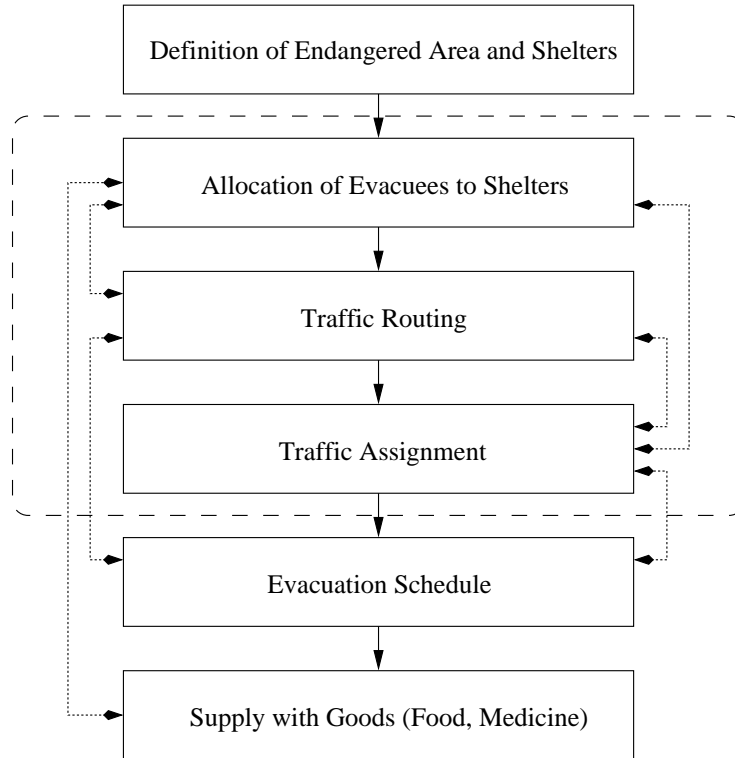 Definition of Endangered Area and Shelters
Allocation of Evacuees to Shelters
Traffic Routing
Traffic Assignment
Evacuation Schedule
Supply with Goods (Food, Medicine)